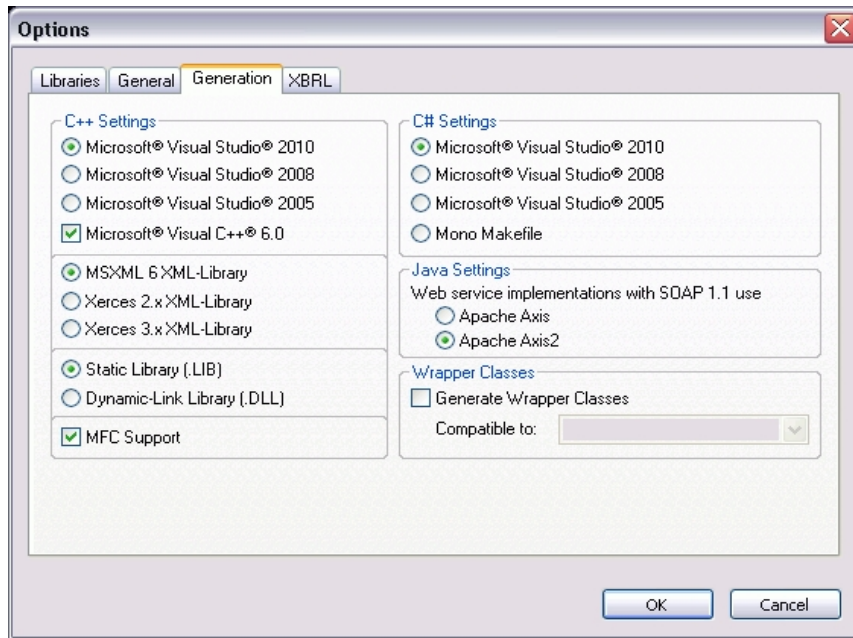 Options
Libraries General Generation XBRL
C++ Settings
Microsoft® Visual Studio® 2010
Microsoft® Visual Studio® 2008
Microsoft® Visual Studio® 2005
Microsoft® Visual C++® 6.0
MSXML 6 XML-Library
Xerces 2.x XML-Library
Xerces 3.x XML-Library
Static Library (.LIB)
Dynamic-Link Library (.DLL)
MFC Support
C# Settings
Microsoft® Visual Studio® 2010
Microsoft® Visual Studio® 2008
Microsoft® Visual Studio® 2005
Mono Makefile
Java Settings
Web service implementations with SOAP 1.1 use
Apache Axis
Apache Axis2
Wrapper Classes
Generate Wrapper Classes
Compatible to:
OK Cancel